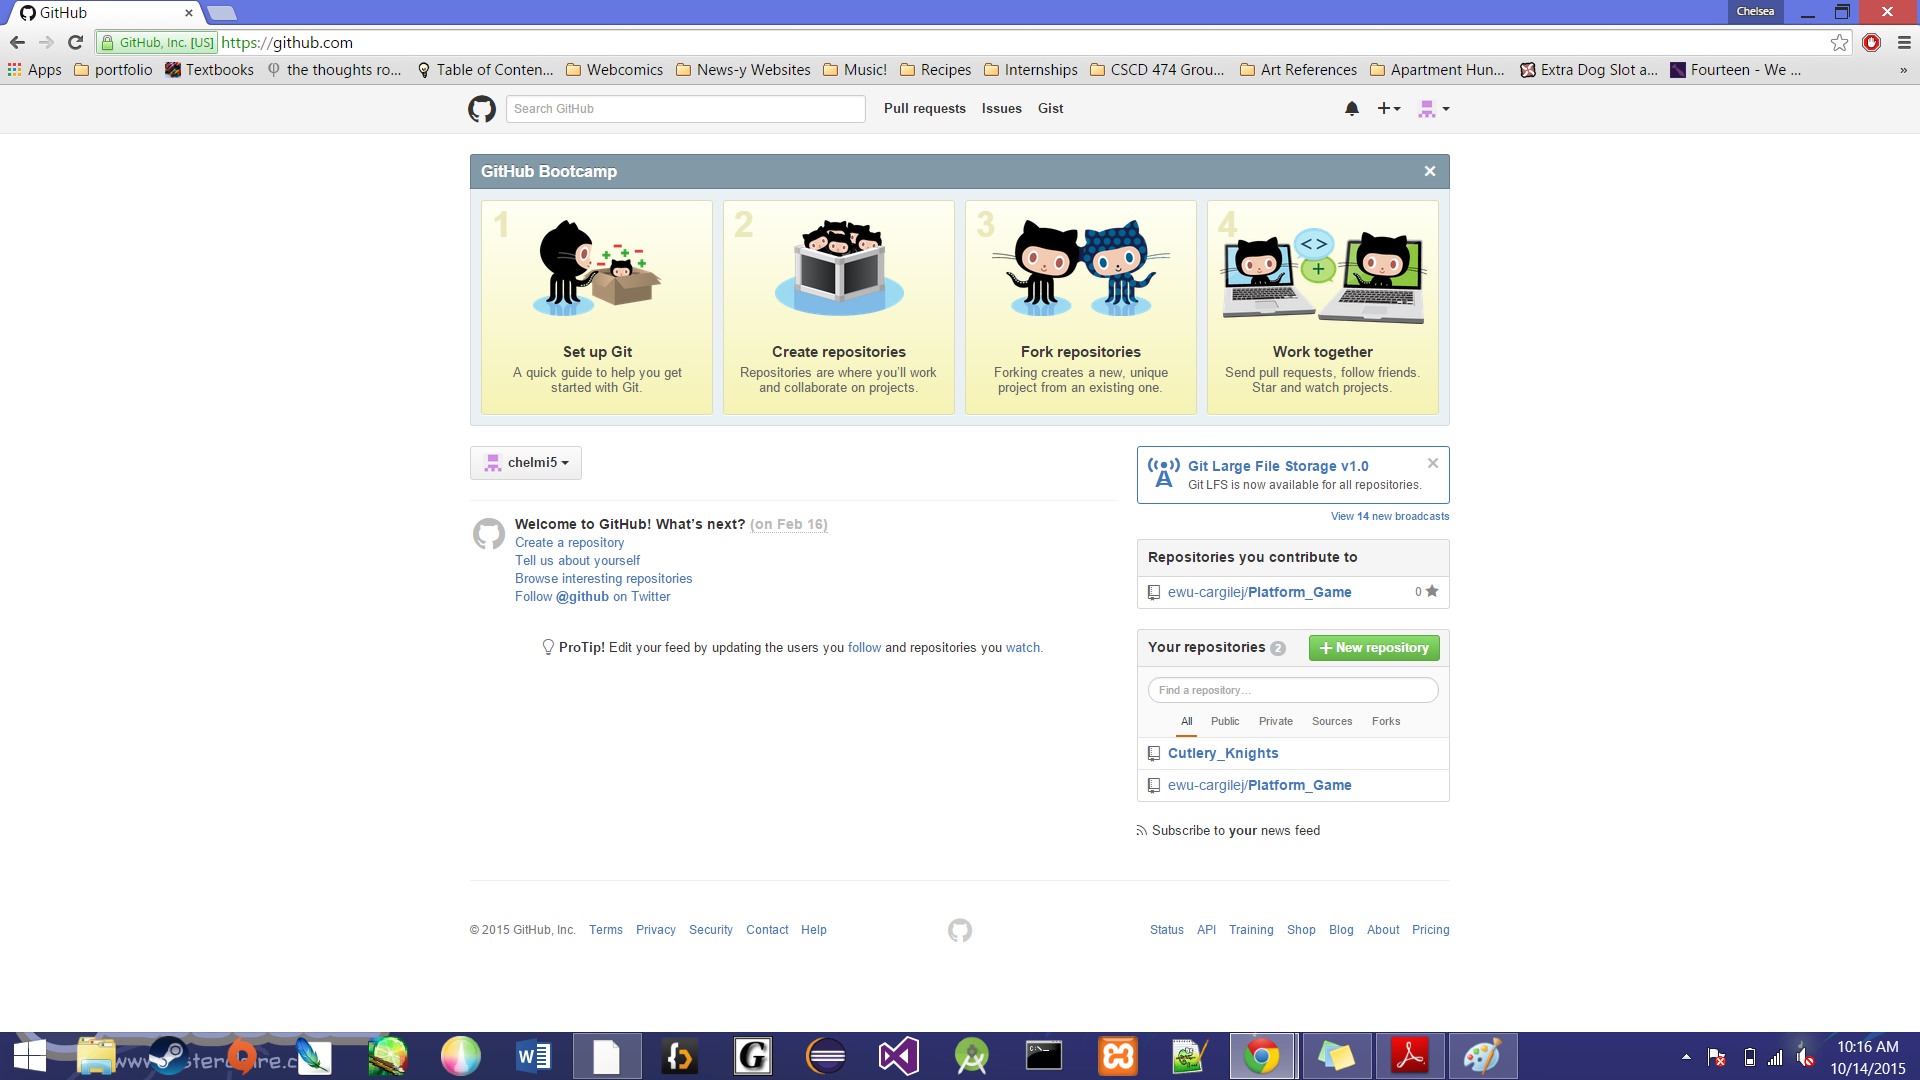 GitHub
Chelsea
GitHub, Inc. [US] https://github.com
Apps portfolio Textbooks the thoughts ro... Table of Conten... Webcomics News-y Websites Music! Recipes Internships CSCD 474 Grou... Art References Apartment Hun... Extra Dog Slot a... Fourteen - We ... »
Search GitHub Pull requests Issues Gist
GitHub Bootcamp
1 2 3 4
Set up Git
A quick guide to help you get
started with Git.
Create repositories
Repositories are where you'll work
and collaborate on projects.
Fork repositories
Forking creates a new, unique
project from an existing one.
Work together
Send pull requests, follow friends.
Star and watch projects.
chelmi5
Welcome to GitHub! What's next? (on Feb 16)
Create a repository
Tell us about yourself
Browse interesting repositories
Follow @github on Twitter
ProTip! Edit your feed by updating the users you follow and repositories you watch.
Git Large File Storage v1.0
Git LFS is now available for all repositories.
View 14 new broadcasts
Repositories you contribute to
ewu-cargilej/Platform_Game 0
Your repositories 2 New repository
Find a repository...
All Public Private Sources Forks
Cutlery_Knights
ewu-cargilej/Platform_Game
Subscribe to your news feed
© 2015 GitHub, Inc. Terms Privacy Security Contact Help
Status API Training Shop Blog About Pricing
10:16 AM
10/14/2015